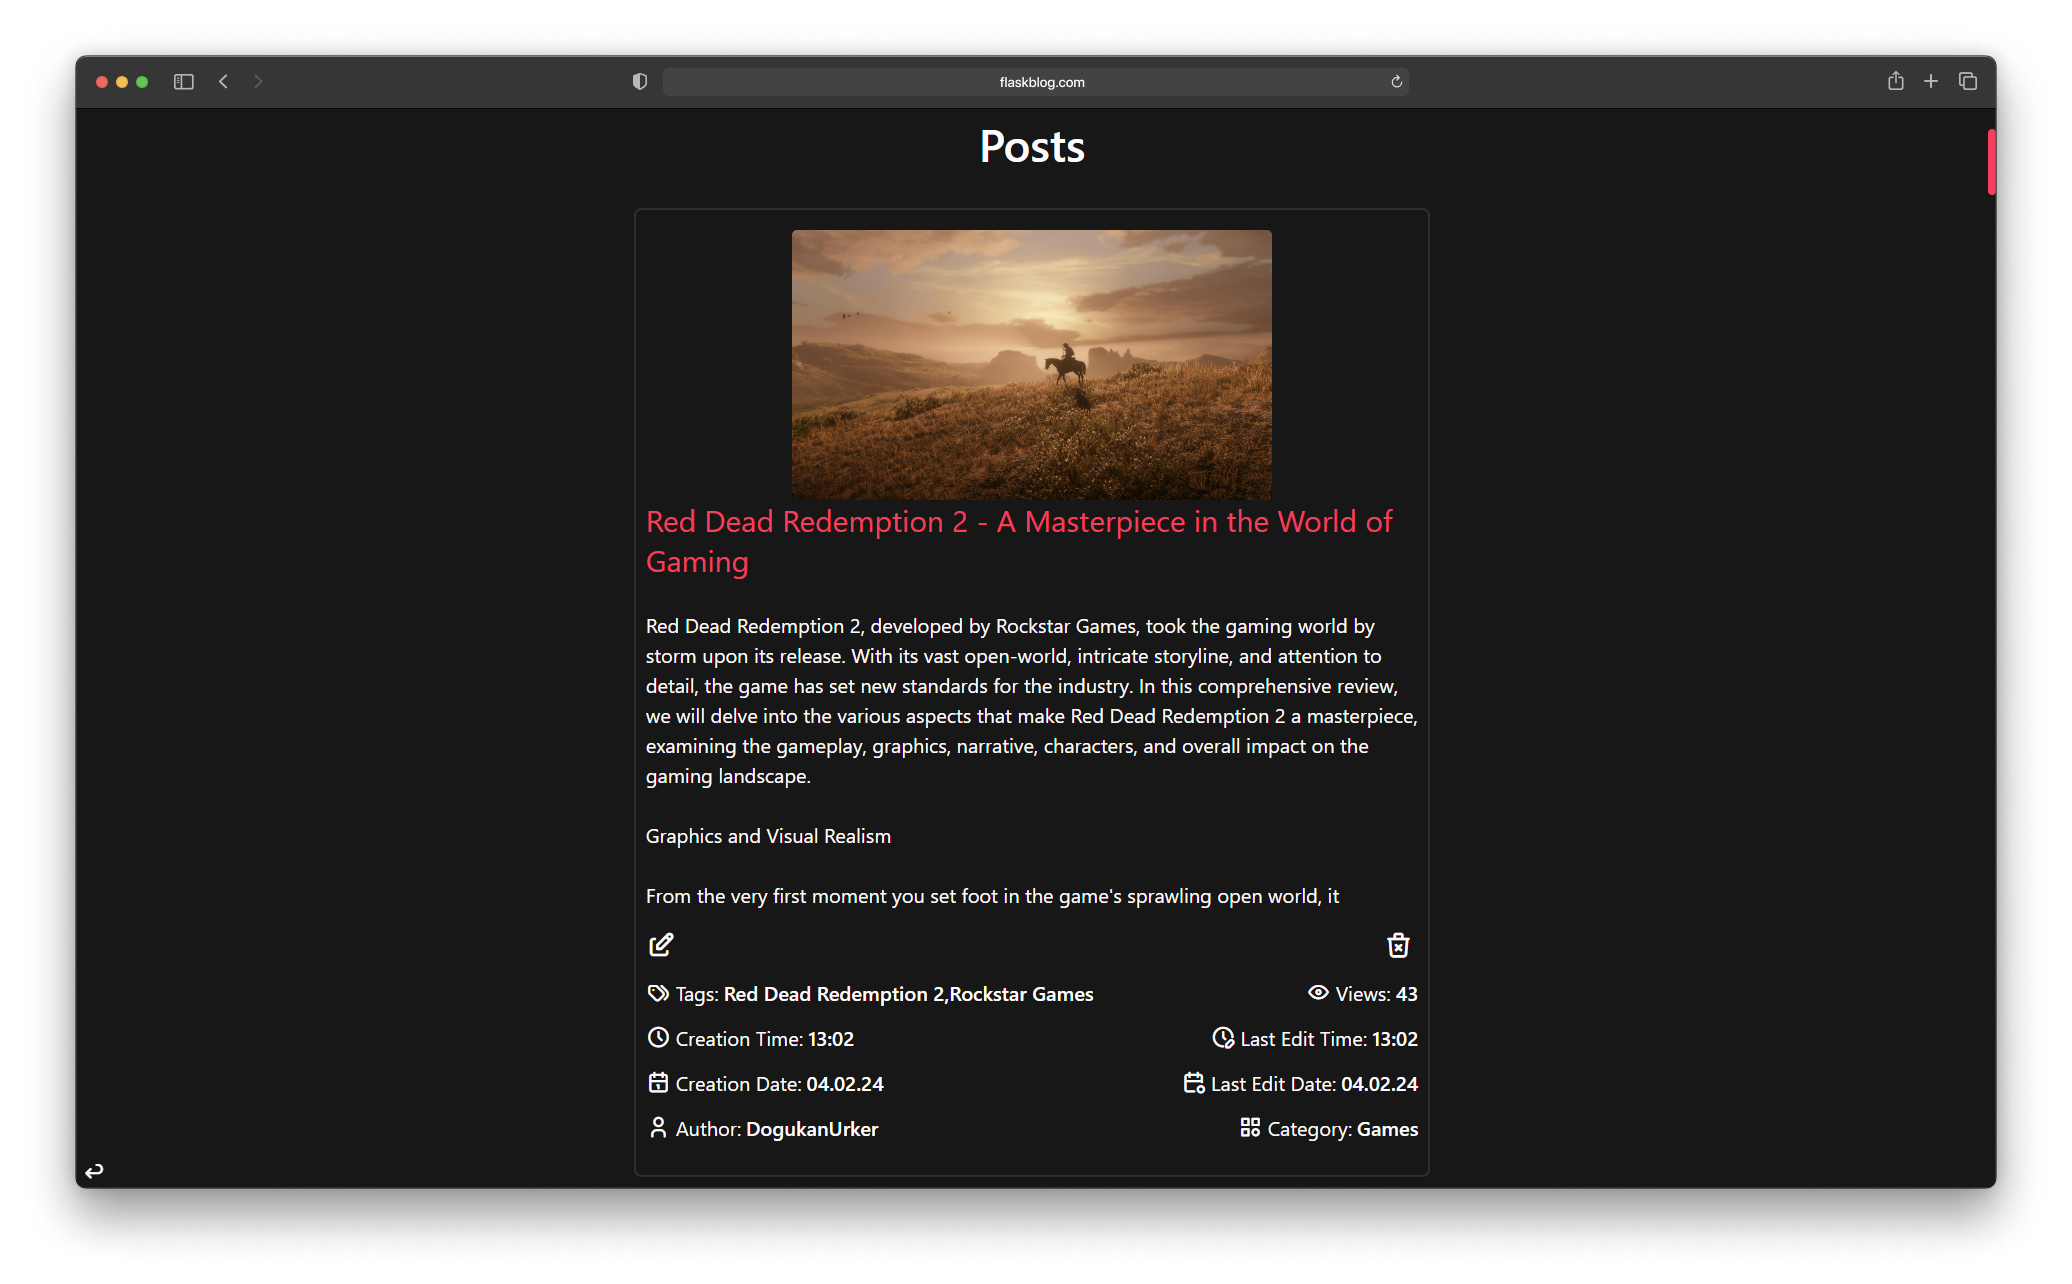 flaskblog.com
Posts
Red Dead Redemption 2 - A Masterpiece in the World of
Gaming
Red Dead Redemption 2, developed by Rockstar Games, took the gaming world by
storm upon its release. With its vast open-world, intricate storyline, and attention to
detail, the game has set new standards for the industry. In this comprehensive review,
we will delve into the various aspects that make Red Dead Redemption 2 a masterpiece,
examining the gameplay, graphics, narrative, characters, and overall impact on the
gaming landscape.
Graphics and Visual Realism
From the very first moment you set foot in the game's sprawling open world, it
Tags: Red Dead Redemption 2,Rockstar Games
Views: 43
Creation Time: 13:02
Last Edit Time: 13:02
Creation Date: 04.02.24
Last Edit Date: 04.02.24
Author: DogukanUrker
Category: Games